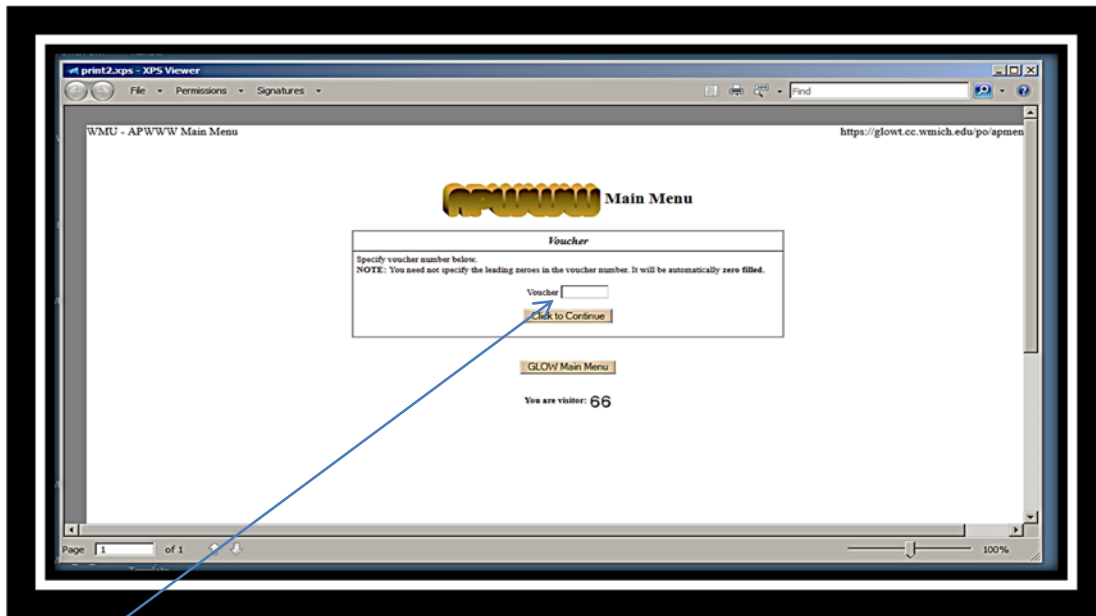 print2.xps - XPS Viewer
File Permissions Signatures Find
WMU - APWWW Main Menu https://glowt.cc.wmich.edu/po/apmen
APWWW Main Menu
Voucher
Specify voucher number below.
NOTE: You need not specify the leading zeroes in the voucher number. It will be automatically zero filled.
Voucher
Click to Continue
GLOW Main Menu
You are visitor: 66
Page 1 of 1 100%
Template